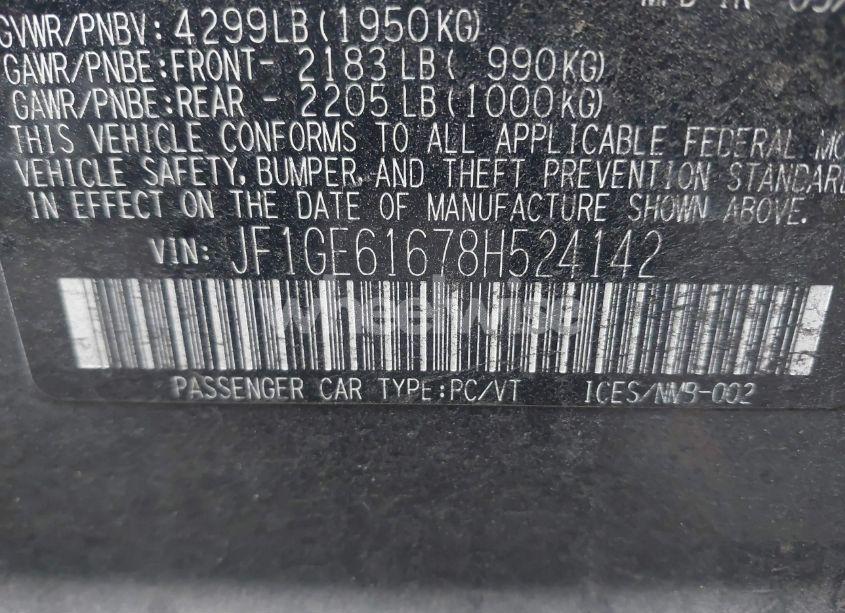 GVWR/PNBV: 4299LB(1950KG)
GAWR/PNBE:FRONT- 2183LB( 990KG)
GAWR/PNBE:REAR - 2205LB(1000KG)
THIS VEHICLE CONFORMS TO ALL APPLICABLE FEDERAL
VEHICLE SAFETY, BUMPER, AND THEFT PREVENTION STANDARD
IN EFFECT ON THE DATE OF MANUFACTURE SHOWN ABOVE.
VIN: JF1GE61678H524142
wheelwise
PASSENGER CAR TYPE:PC/VT ICES/NMB-002